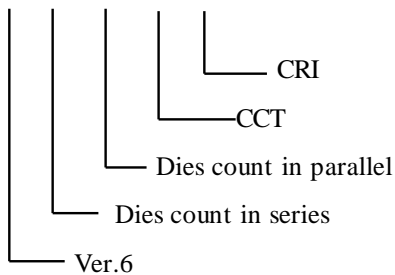 CRI
CCT
Dies count in parallel
Dies count in series
Ver.6